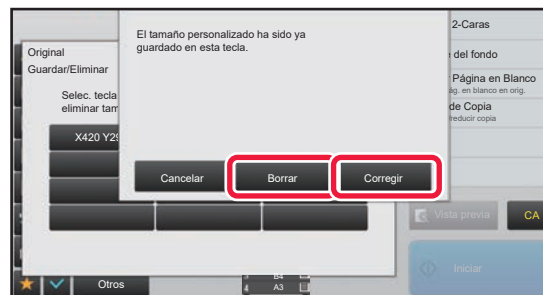 El tamaño personalizado ha sido ya
guardado en esta tecla.
Cancelar
Borrar
Corregir
Original
Guardar/Eliminar
Selec. tecla
eliminar tam
X420 Y29
Otros
B4
4 A3
2-Caras
del fondo
Página en Blanco
ág. en blanco en orig.
de Copia
/reducir copia
Vista previa
CA
Iniciar